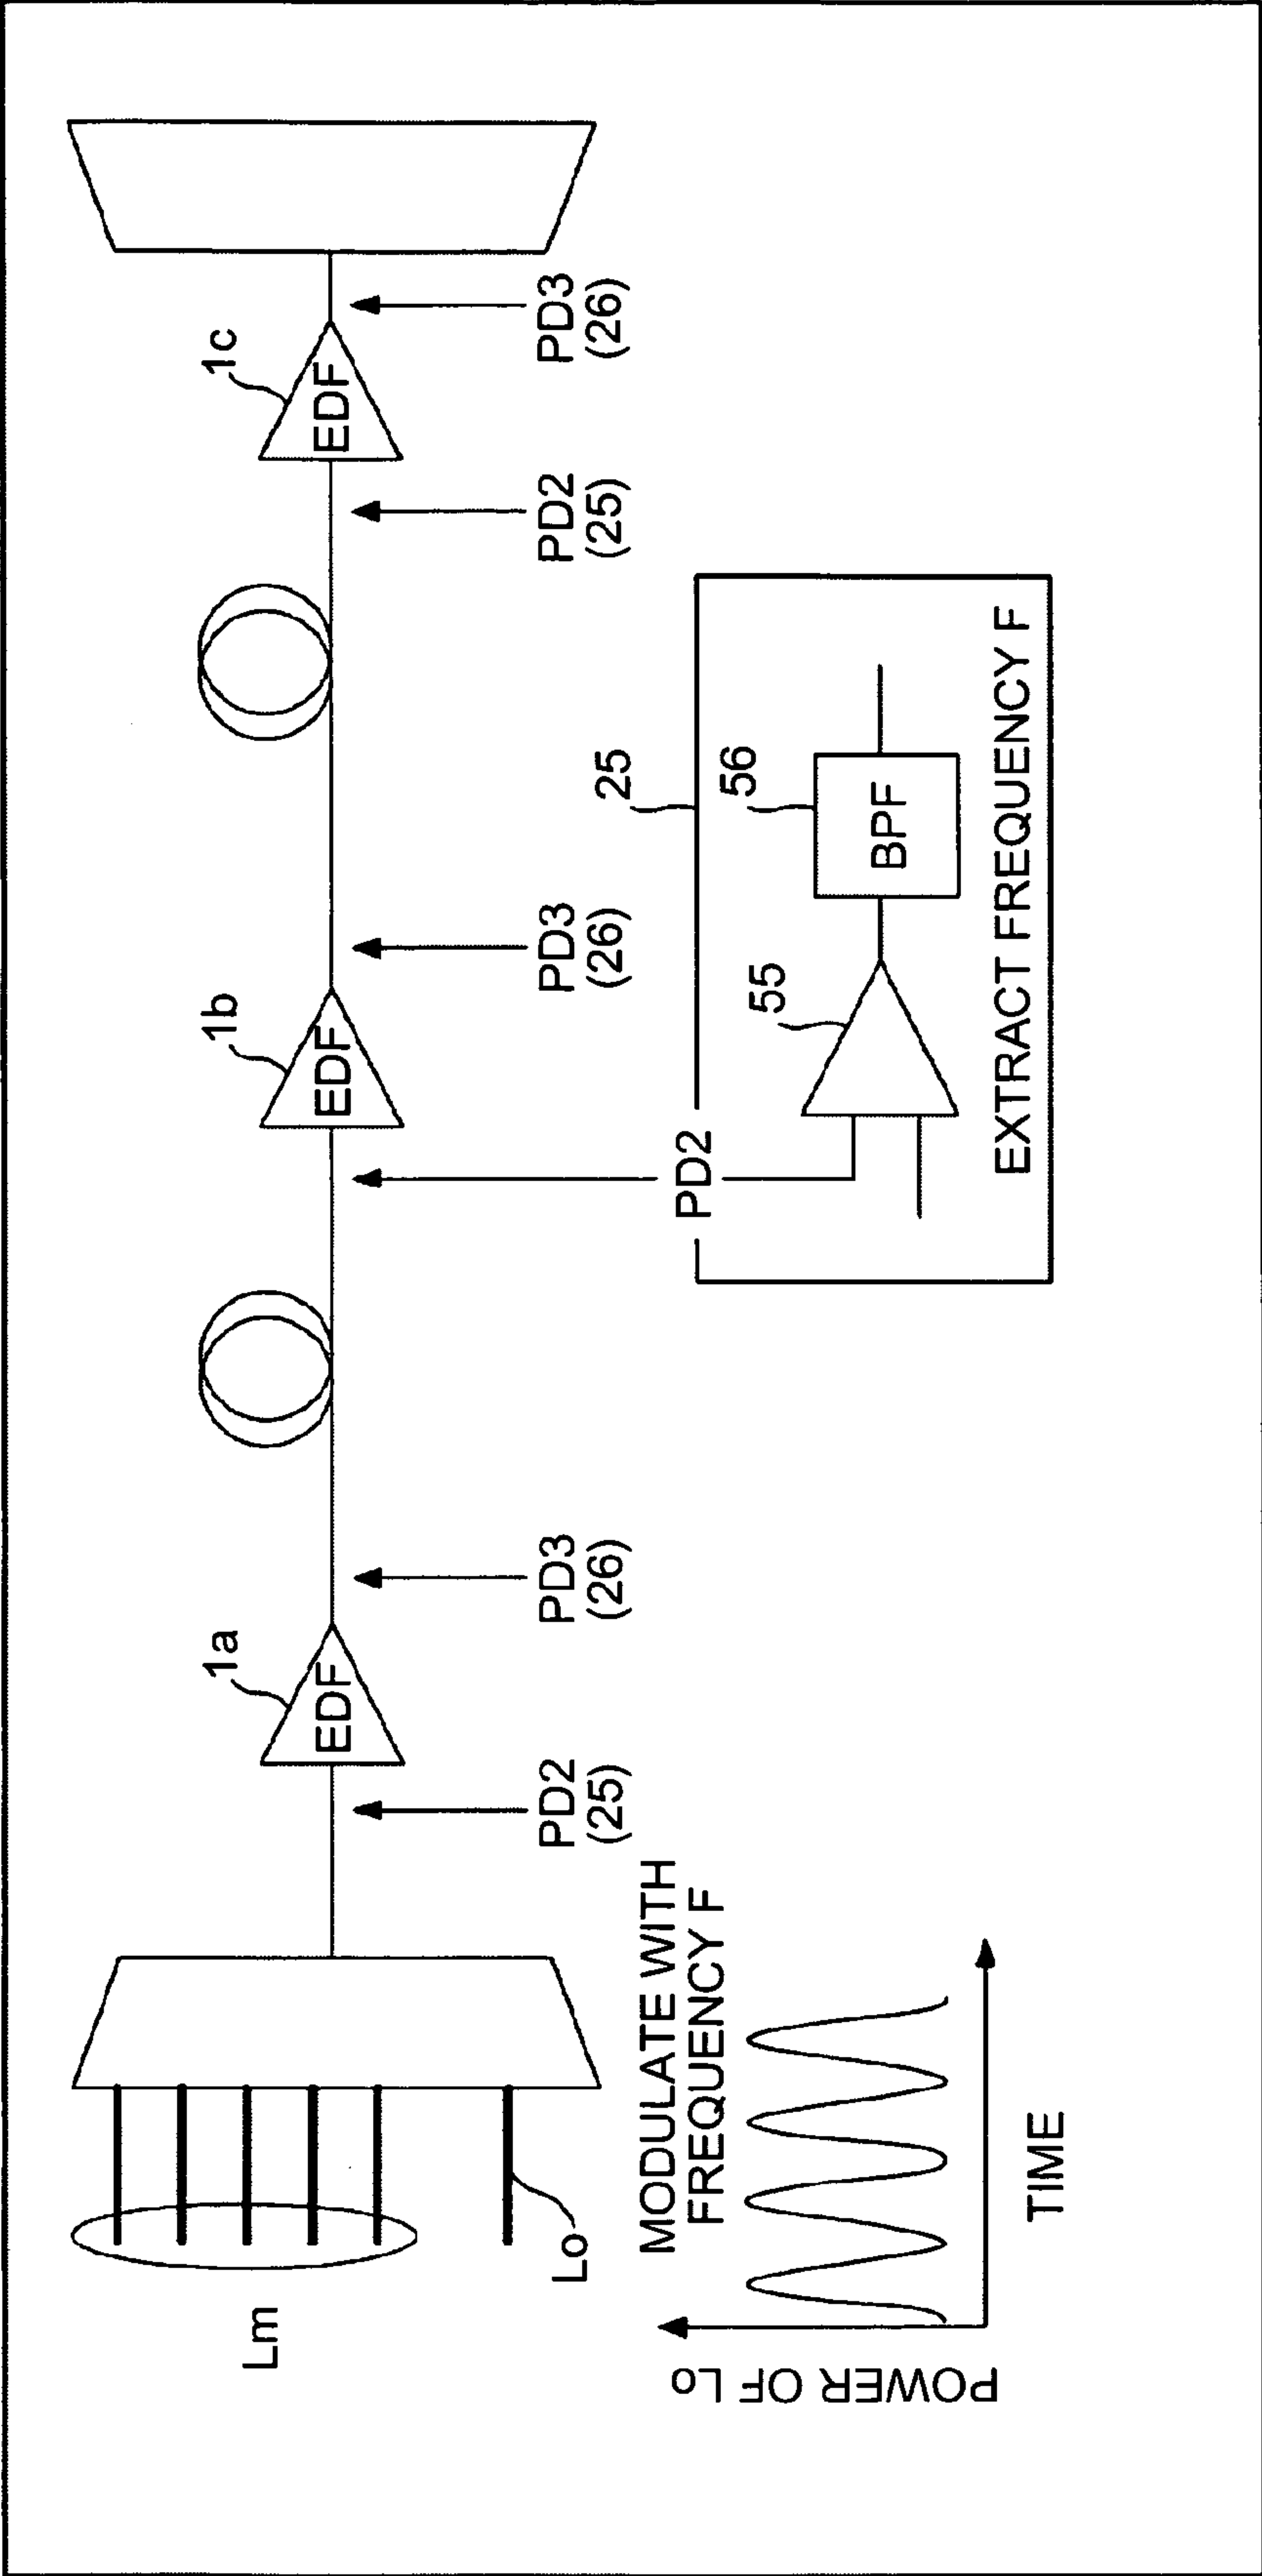 Lm
Lo
1a
EDF
1b
EDF
1c
EDF
PD2
(25)
PD3
(26)
PD3
(26)
PD2
(25)
PD3
(26)
MODULATE WITH
FREQUENCY F
POWER OF Lo
TIME
PD2
25
55
56
BPF
EXTRACT FREQUENCY F